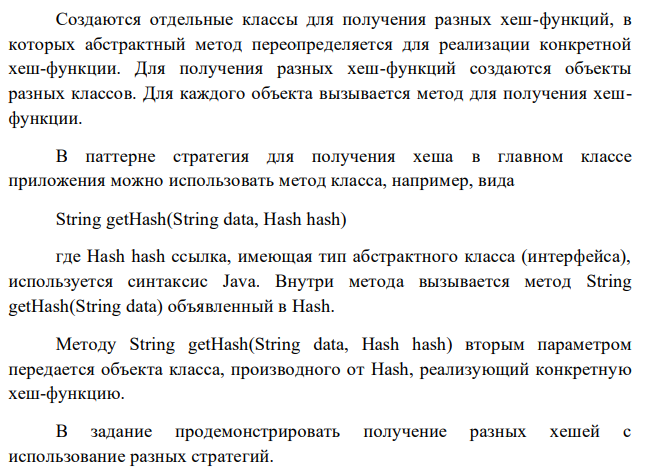 Создаются отдельные классы для получения разных хеш-функций, в
которых абстрактный метод переопределяется для реализации конкретной
хеш-функции. Для получения разных хеш-функций создаются объекты
разных классов. Для каждого объекта вызывается метод для получения хеш-
функции.
В паттерне стратегия для получения хеша в главном классе
приложения можно использовать метод класса, например, вида
String getHash(String data, Hash hash)
где Hash hash ссылка, имеющая тип абстрактного класса (интерфейса),
используется синтаксис Java. Внутри метода вызывается метод String
getHash(String data) объявленный в Hash.
Методу String getHash(String data, Hash hash) вторым параметром
передается объекта класса, производного от Hash, реализующий конкретную
хеш-функцию.
В задание продемонстрировать получение разных хешей с
использование разных стратегий.